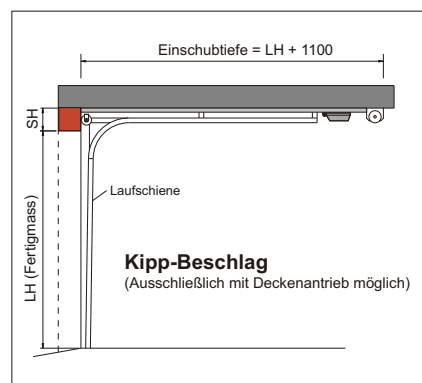 Einschubtiefe = LH + 1100
SH
Laufschiene
LH (Fertigmass)
Kipp-Beschlag
(Ausschließlich mit Deckenantrieb möglich)